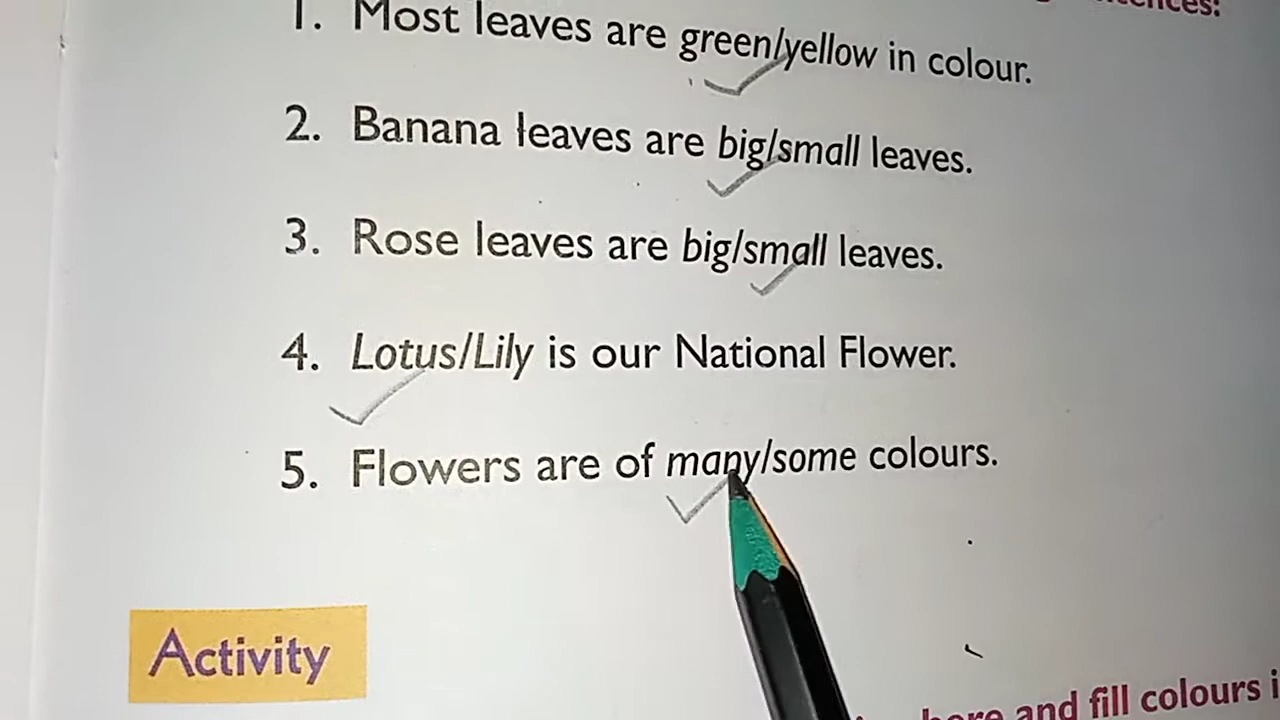 1. Most leaves are green/yellow in colour.
2. Banana leaves are big/small leaves.
3. Rose leaves are big/small leaves.
4. Lotus/Lily is our National Flower.
5. Flowers are of many/some colours.
Activity
and fill colours